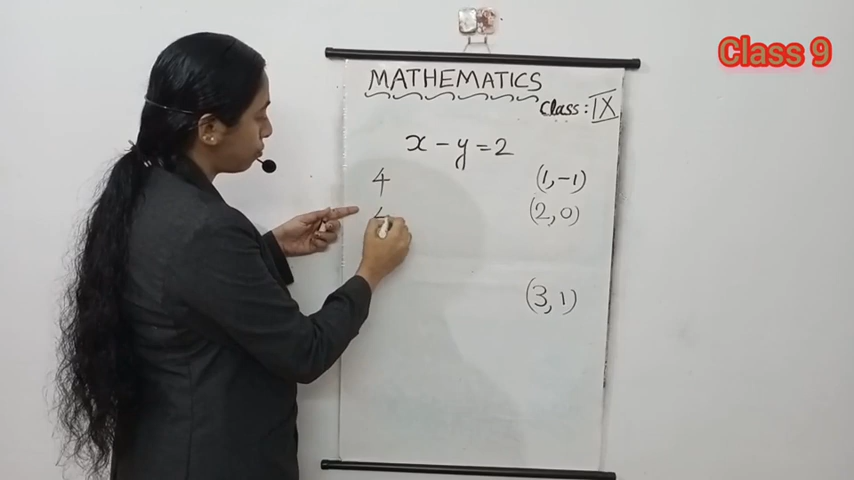 Class 9
MATHEMATICS
Class : IX
x - y = 2
4
(1, -1)
(2, 0)
(3, 1)